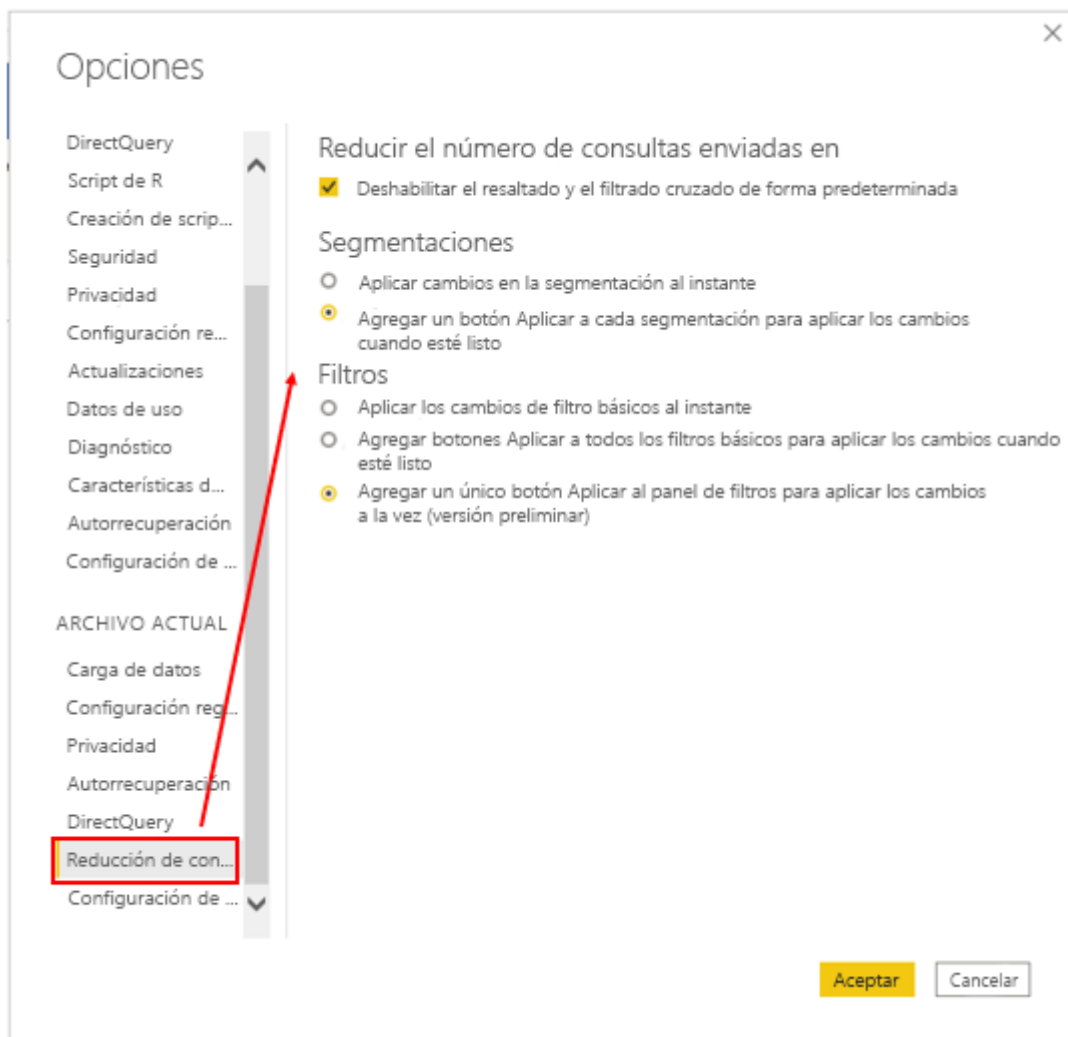 Opciones
DirectQuery
Script de R
Creación de scrip...
Seguridad
Privacidad
Configuración re...
Actualizaciones
Datos de uso
Diagnóstico
Características d...
Autorrecuperación
Configuración de ...
ARCHIVO ACTUAL
Carga de datos
Configuración reg...
Privacidad
Autorrecuperación
DirectQuery
Reducción de con...
Configuración de ...
Reducir el número de consultas enviadas en
Deshabilitar el resaltado y el filtrado cruzado de forma predeterminada
Segmentaciones
Aplicar cambios en la segmentación al instante
Agregar un botón Aplicar a cada segmentación para aplicar los cambios
cuando esté listo
Filtros
Aplicar los cambios de filtro básicos al instante
Agregar botones Aplicar a todos los filtros básicos para aplicar los cambios cuando
esté listo
Agregar un único botón Aplicar al panel de filtros para aplicar los cambios
a la vez (versión preliminar)
Aceptar
Cancelar